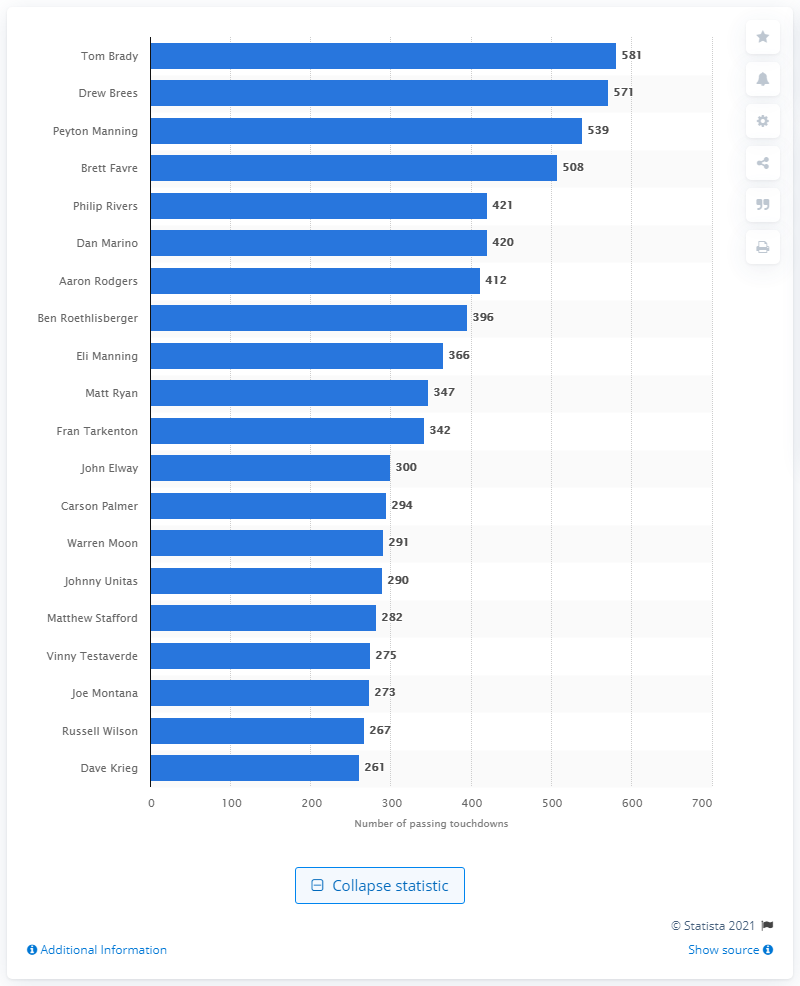 Tom Brady 581
Drew Brees 571
Peyton Manning 539
Brett Favre 508
Philip Rivers 421
Dan Marino 420
Aaron Rodgers 412
Ben Roethlisberger 396
Eli Manning 366
Matt Ryan 347
Fran Tarkenton 342
John Elway 300
Carson Palmer 294
Warren Moon 291
Johnny Unitas 290
Matthew Stafford 282
Vinny Testaverde 275
Joe Montana 273
Russell Wilson 267
Dave Krieg 261
0 100 200 300 400 500 600 700
Number of passing touchdowns
Collapse statistic
© Statista 2021
Additional Information Show source